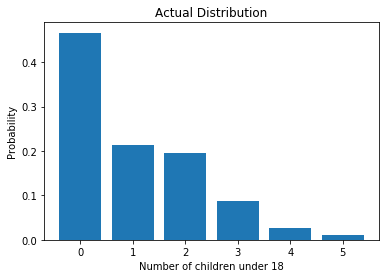 Actual Distribution
Probability
0.4
0.3
0.2
0.1
0.0
0 1 2 3 4 5
Number of children under 18